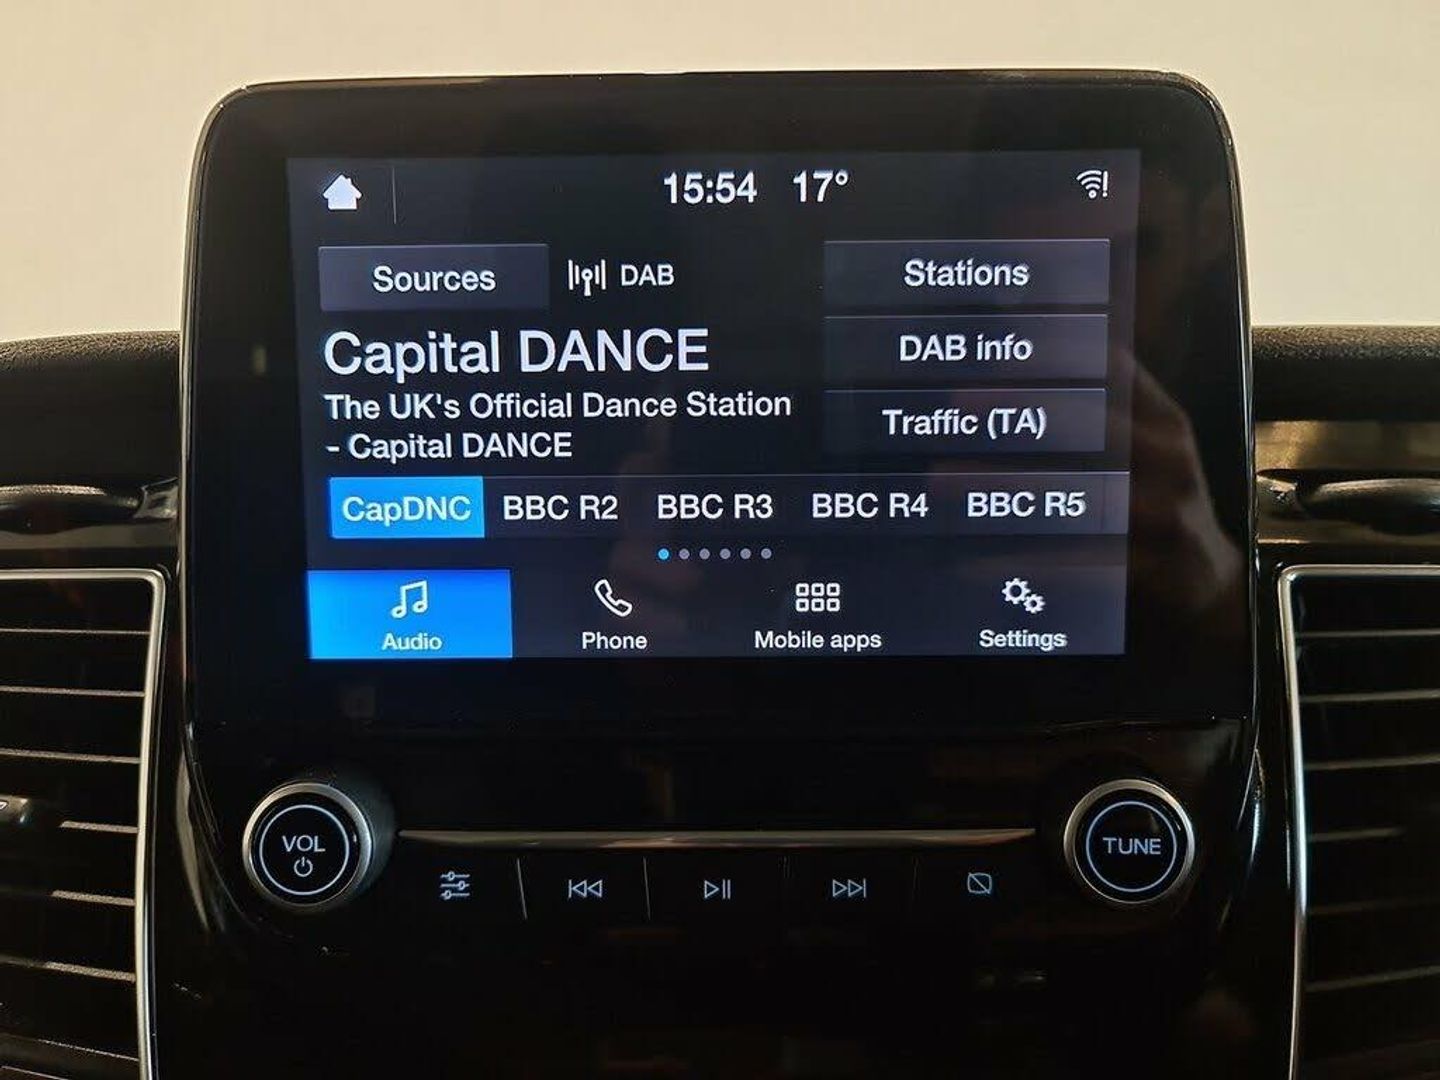 15:54 17°
Sources DAB Stations
Capital DANCE
DAB info
The UK's Official Dance Station
- Capital DANCE
Traffic (TA)
CapDNC BBC R2 BBC R3 BBC R4 BBC R5
Audio Phone Mobile apps Settings
VOL TUNE